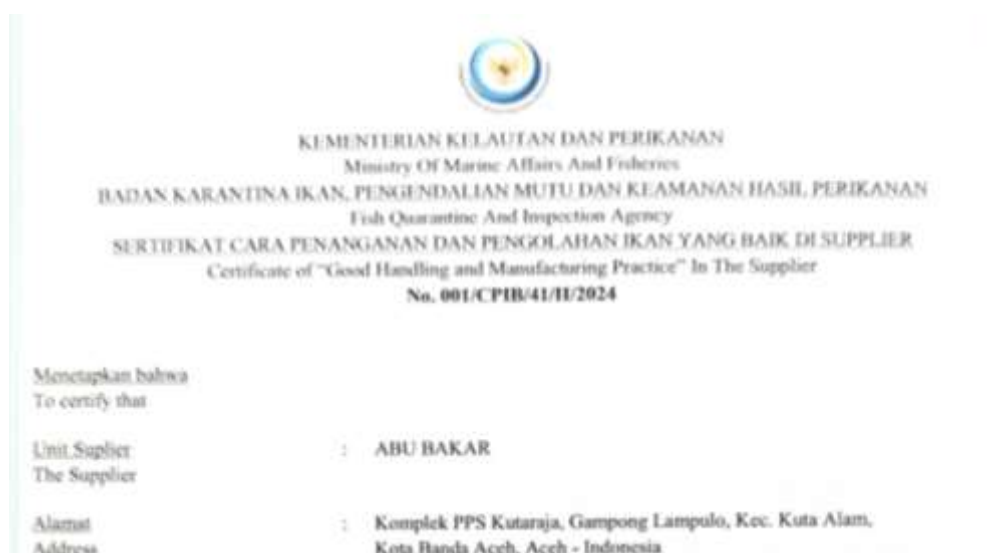 KEMENTERIAN KELAUTAN DAN PERIKANAN
Ministry Of Marine Affairs And Fisheries
BADAN KARANTINA IKAN, PENGENDALIAN MUTU DAN KEAMANAN HASIL PERIKANAN
Fish Quarantine And Inspection Agency
SERTIFIKAT CARA PENANGANAN DAN PENGOLAHAN IKAN YANG BAIK DI SUPPLIER
Certificate of "Good Handling and Manufacturing Practice" In The Supplier
No. 001/CPIB/41/II/2024
Menetapkan bahwa
To certify that
Unit Suplier : ABU BAKAR
The Supplier
Alamat : Komplek PPS Kutaraja, Gampong Lampulo, Kec. Kuta Alam,
Address Kota Banda Aceh, Aceh - Indonesia